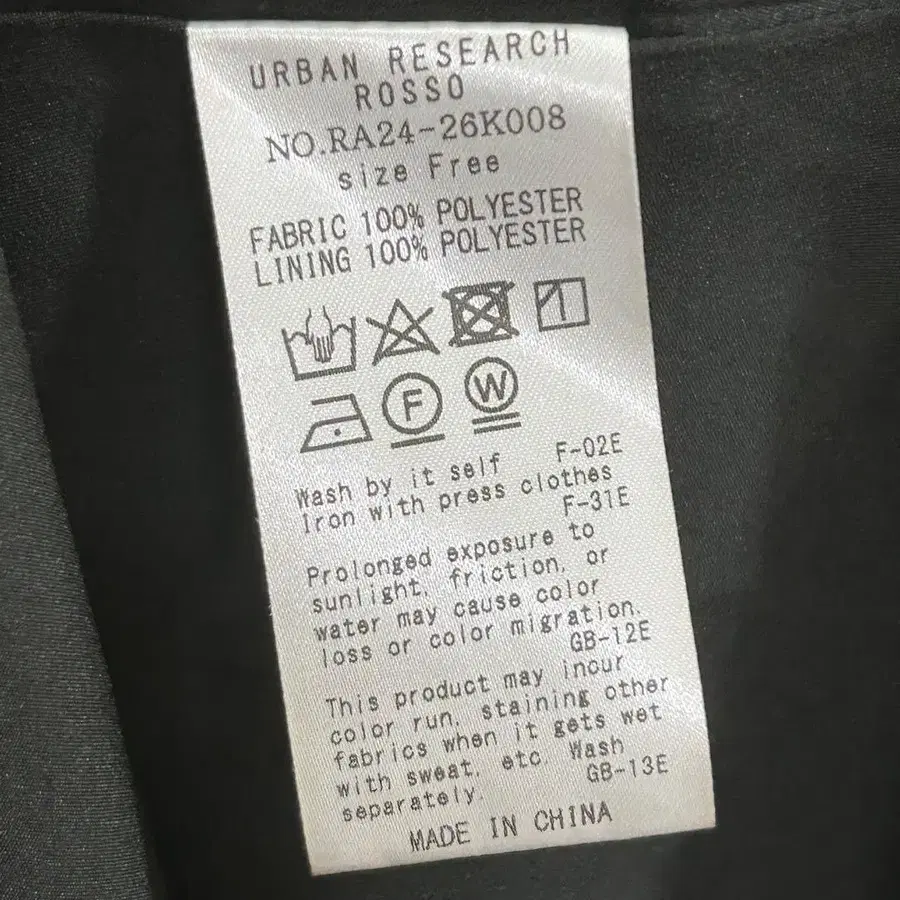 URBAN RESEARCH
ROSSO
NO.RA24-26K008
size Free
FABRIC 100% POLYESTER
LINING 100% POLYESTER
F W
Wash by it self F-02E
Iron with press clothes
F-31E
Prolonged exposure to
sunlight, friction, or
water may cause color
loss or color migration.
GB-12E
This product may incur
color run, staining other
fabrics when it gets wet
with sweat, etc. Wash
separately. GB-13E
MADE IN CHINA